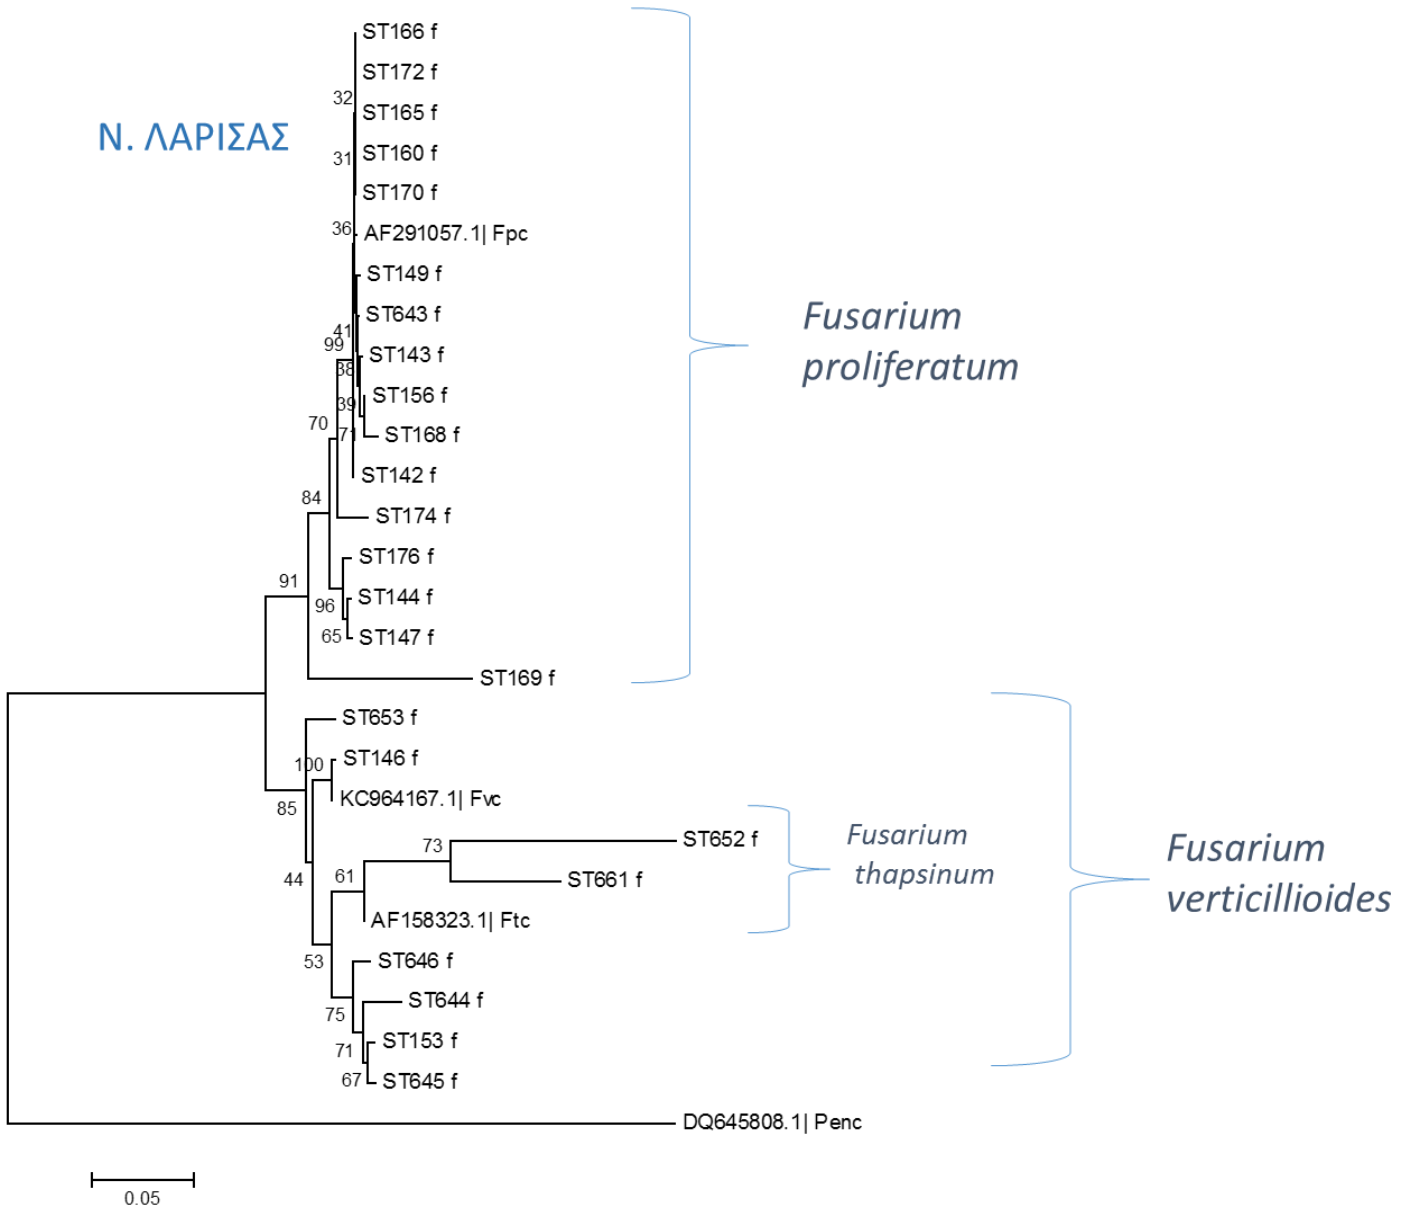 ST166 f
ST172 f
32
ST165 f
Ν. ΛΑΡΙΣΑΣ
31
ST160 f
ST170 f
36
AF291057.1| Fpc
ST149 f
ST643 f
41
99
ST143 f
38
ST156 f
39
70
71
ST168 f
ST142 f
84
ST174 f
ST176 f
91
96
ST144 f
65
ST147 f
ST169 f
Fusarium
proliferatum
ST653 f
100
ST146 f
KC964167.1| Fvc
85
73
ST652 f
44
61
ST661 f
AF158323.1| Ftc
Fusarium
thapsinum
Fusarium
verticillioides
53
ST646 f
75
ST644 f
71
ST153 f
67
ST645 f
DQ645808.1| Penc
0.05